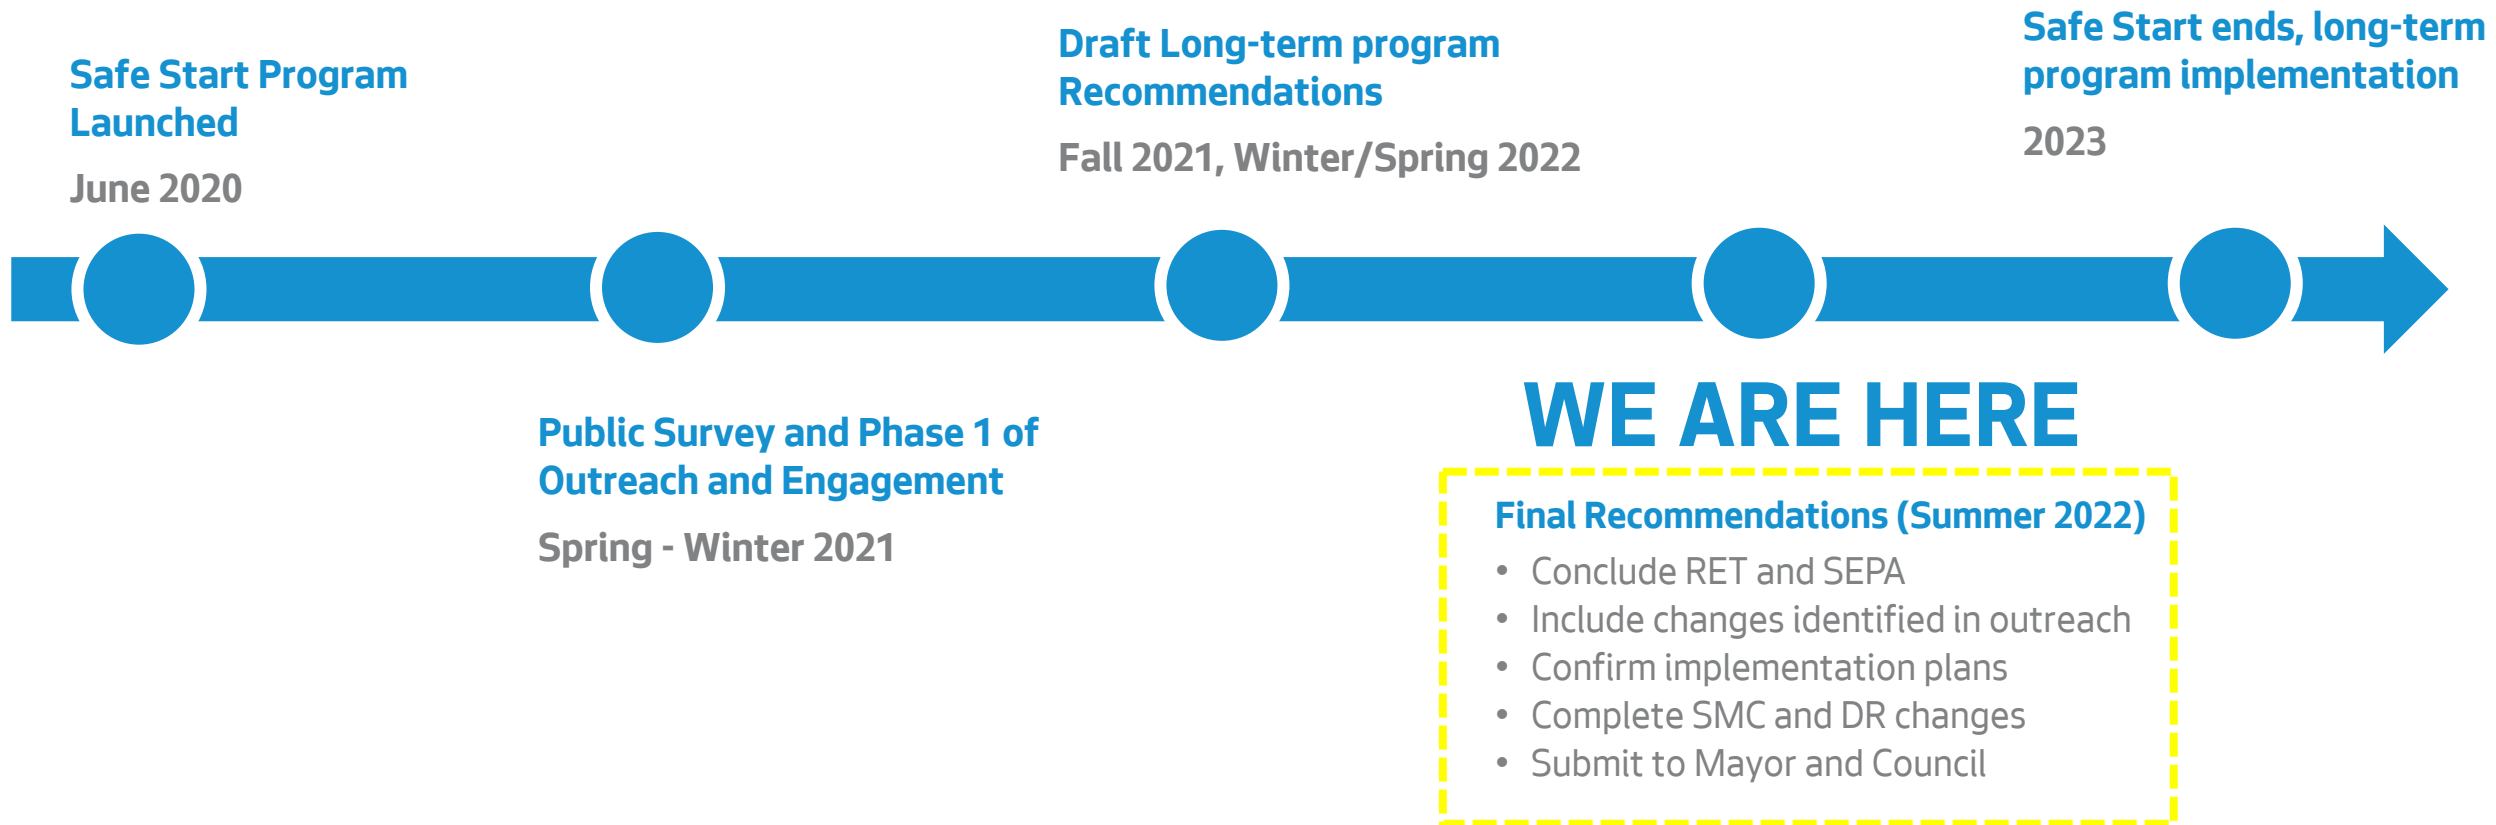 Safe Start Program
Launched
June 2020
Public Survey and Phase 1 of
Outreach and Engagement
Spring - Winter 2021
Draft Long-term program
Recommendations
Fall 2021, Winter/Spring 2022
WE ARE HERE
Final Recommendations (Summer 2022)
• Conclude RET and SEPA
• Include changes identified in outreach
• Confirm implementation plans
• Complete SMC and DR changes
• Submit to Mayor and Council
Safe Start ends, long-term
program implementation
2023